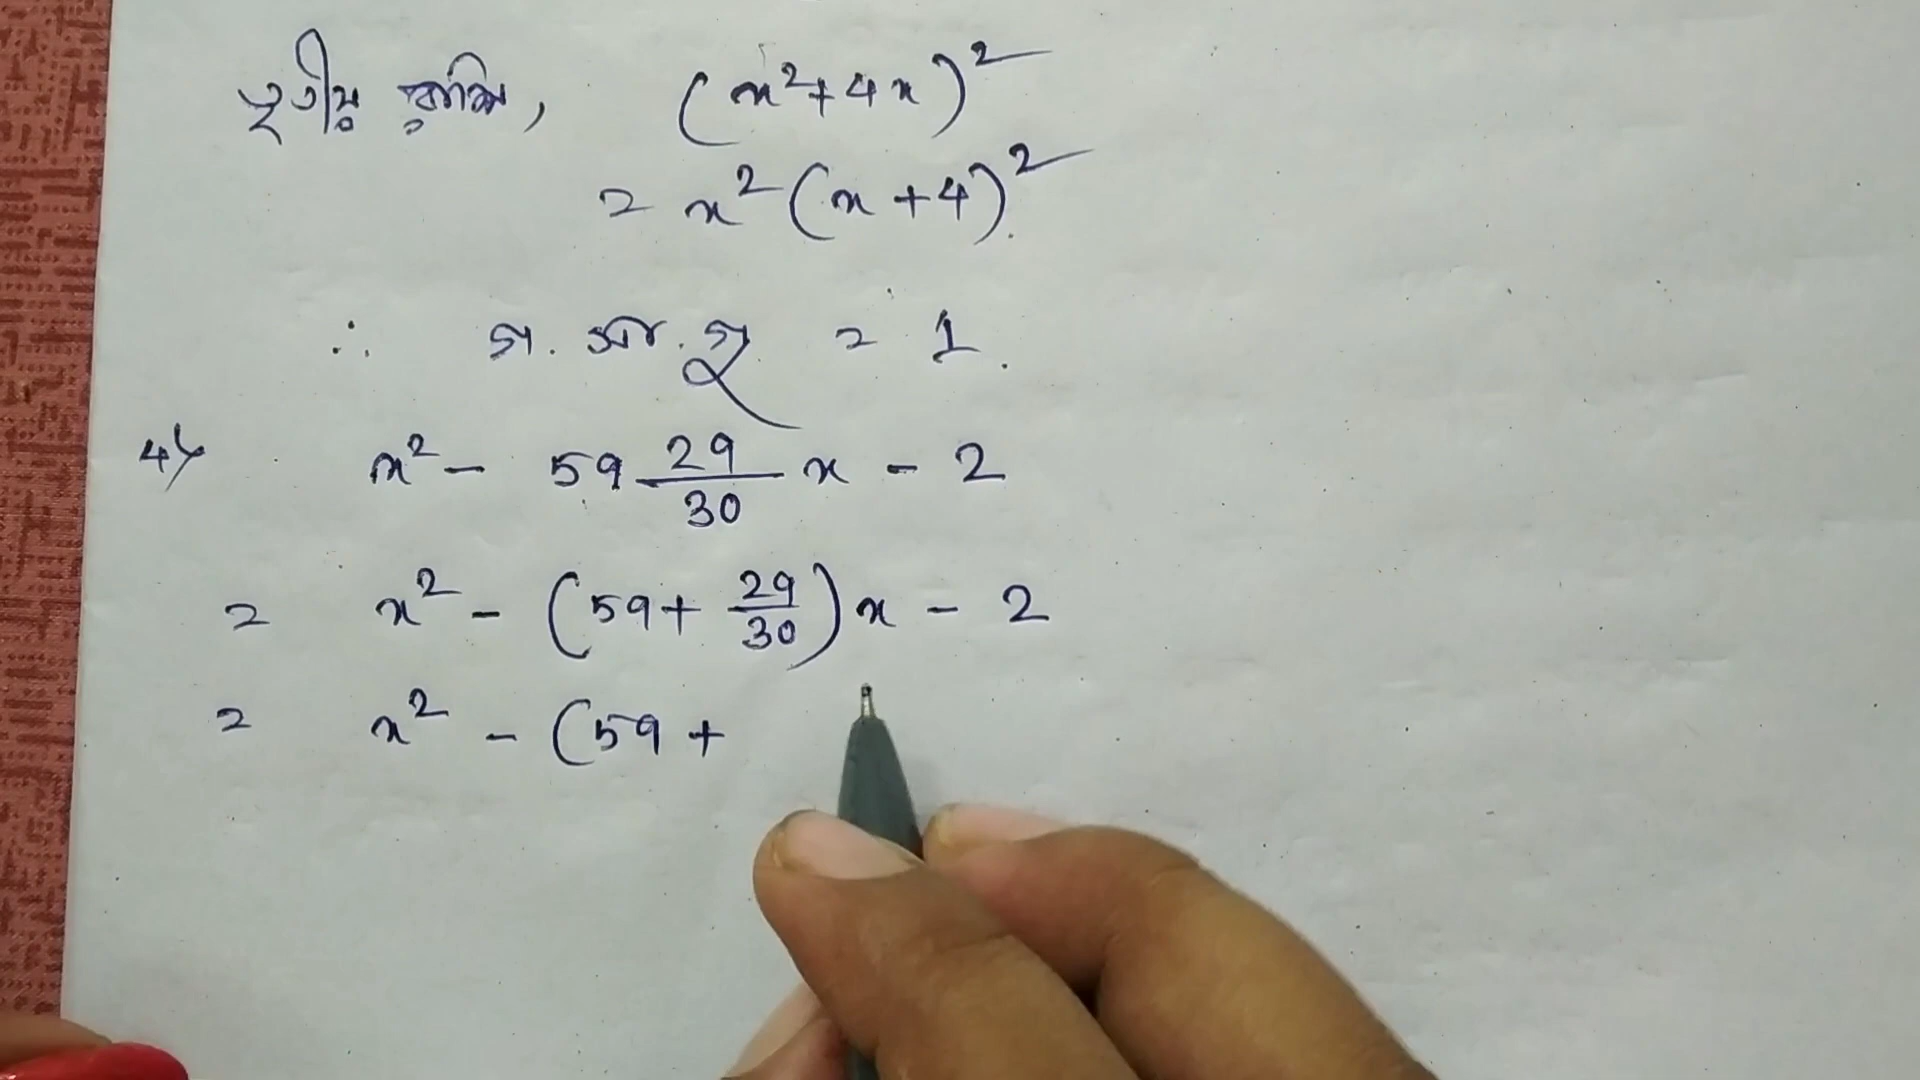 তৃতীয় রাশি, (x²+4x)²
= x²(x+4)².
∴ গ.সা.গু = 1.
4) x² - 59 29/30 x - 2
= x² - (59+ 29/30)x - 2
= x² - (59 +